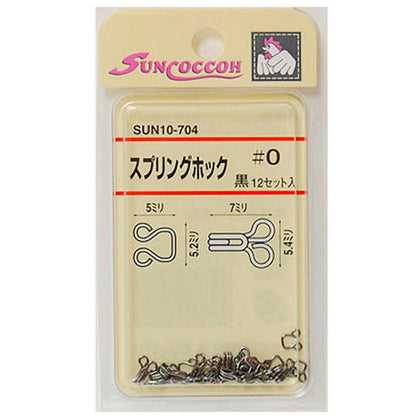 SUNCOCCOH
SUN10-704
スプリングホック #0
黒 12セット入
5ミリ 7ミリ
5.2ミリ 5.4ミリ